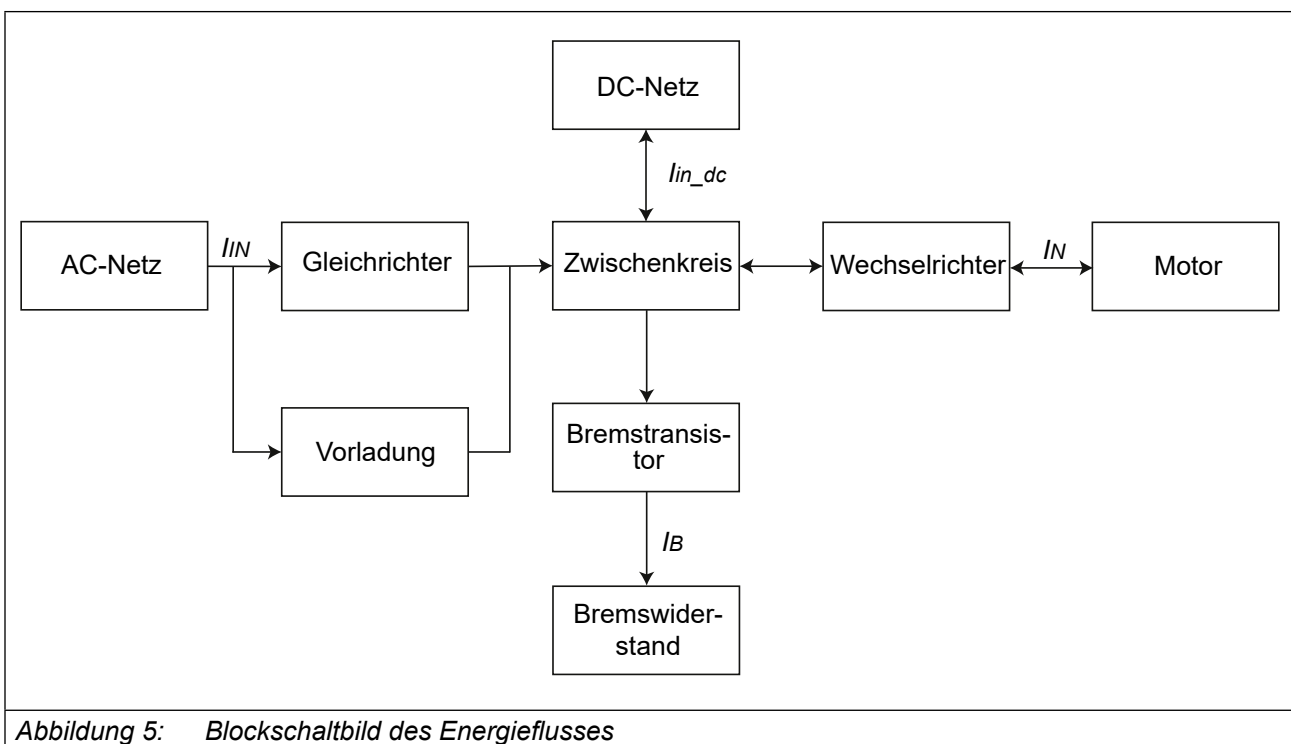 DC-Netz
Iin_dc
AC-Netz
IIN
Gleichrichter
Zwischenkreis
Wechselrichter
IN
Motor
Vorladung
Bremstransis-
tor
IB
Bremswider-
stand
Abbildung 5: Blockschaltbild des Energieflusses